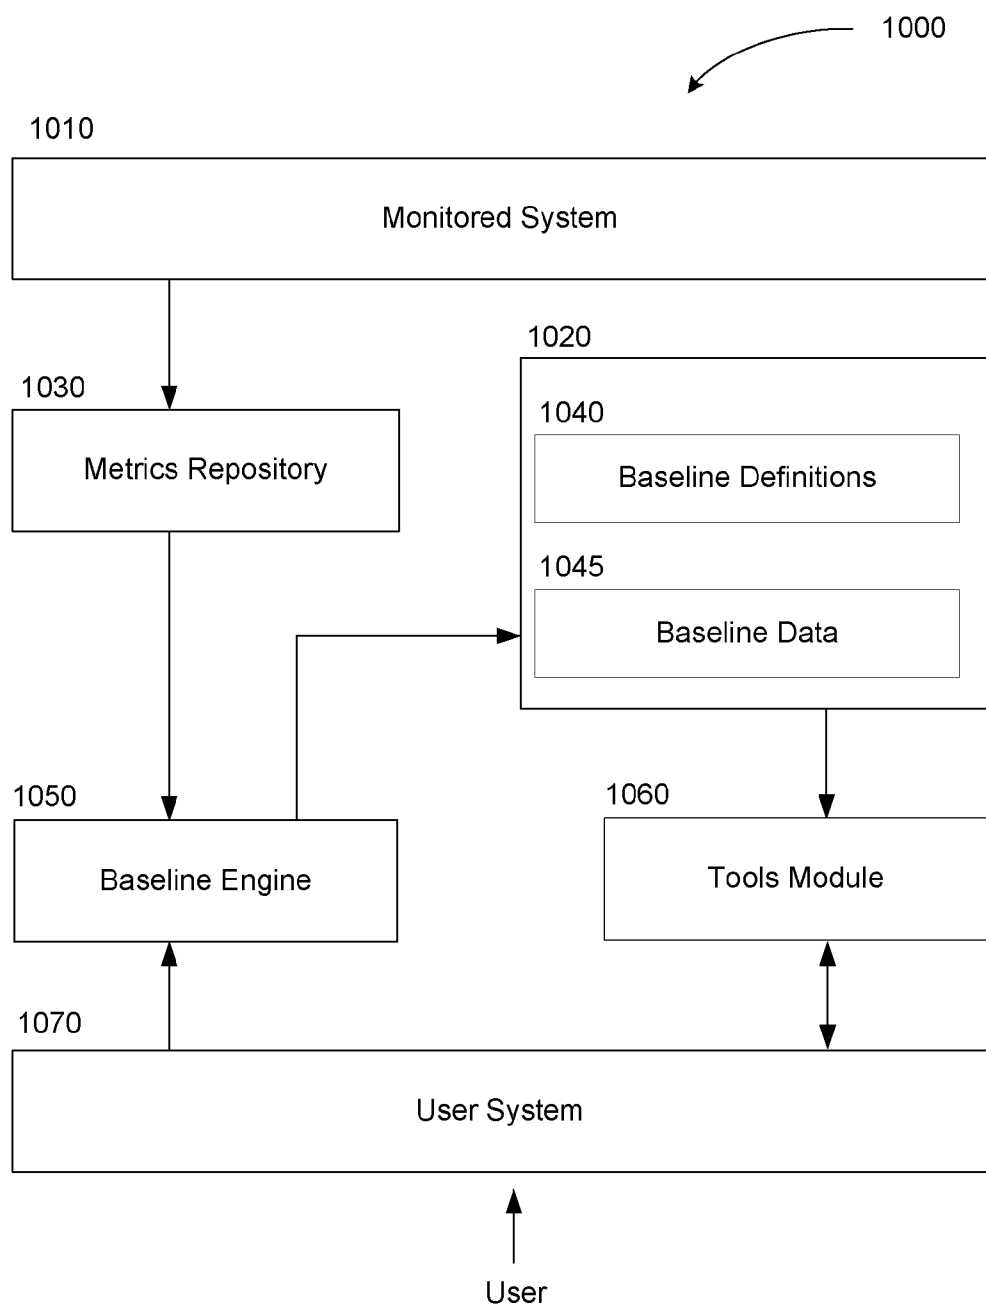 1000
1010
Monitored System
1020
1030
Metrics Repository
1040
Baseline Definitions
1045
Baseline Data
1050
Baseline Engine
1060
Tools Module
1070
User System
User